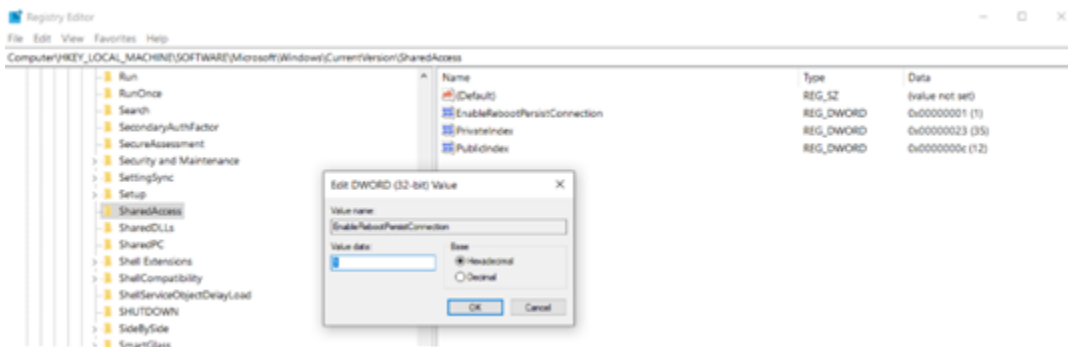 Registry Editor
File Edit View Favorites Help
Computer\HKEY_LOCAL_MACHINE\SOFTWARE\Microsoft\Windows\CurrentVersion\SharedAccess
Run
RunOnce
Search
SecondaryAuthFactor
SecureAssessment
Security and Maintenance
SettingSync
Setup
SharedAccess
SharedDLLs
SharedPC
Shell Extensions
ShellCompatibility
ShellServiceObjectDelayLoad
SHUTDOWN
SideBySide
SmartGlass
Name Type Data
(Default) REG_SZ (value not set)
EnableRebootPersistConnection REG_DWORD 0x00000001 (1)
PrivateIndex REG_DWORD 0x00000023 (35)
PublicIndex REG_DWORD 0x0000000c (12)
Edit DWORD (32-bit) Value
Value name:
EnableRebootPersistConnection
Value data: Base
Hexadecimal
Decimal
OK Cancel